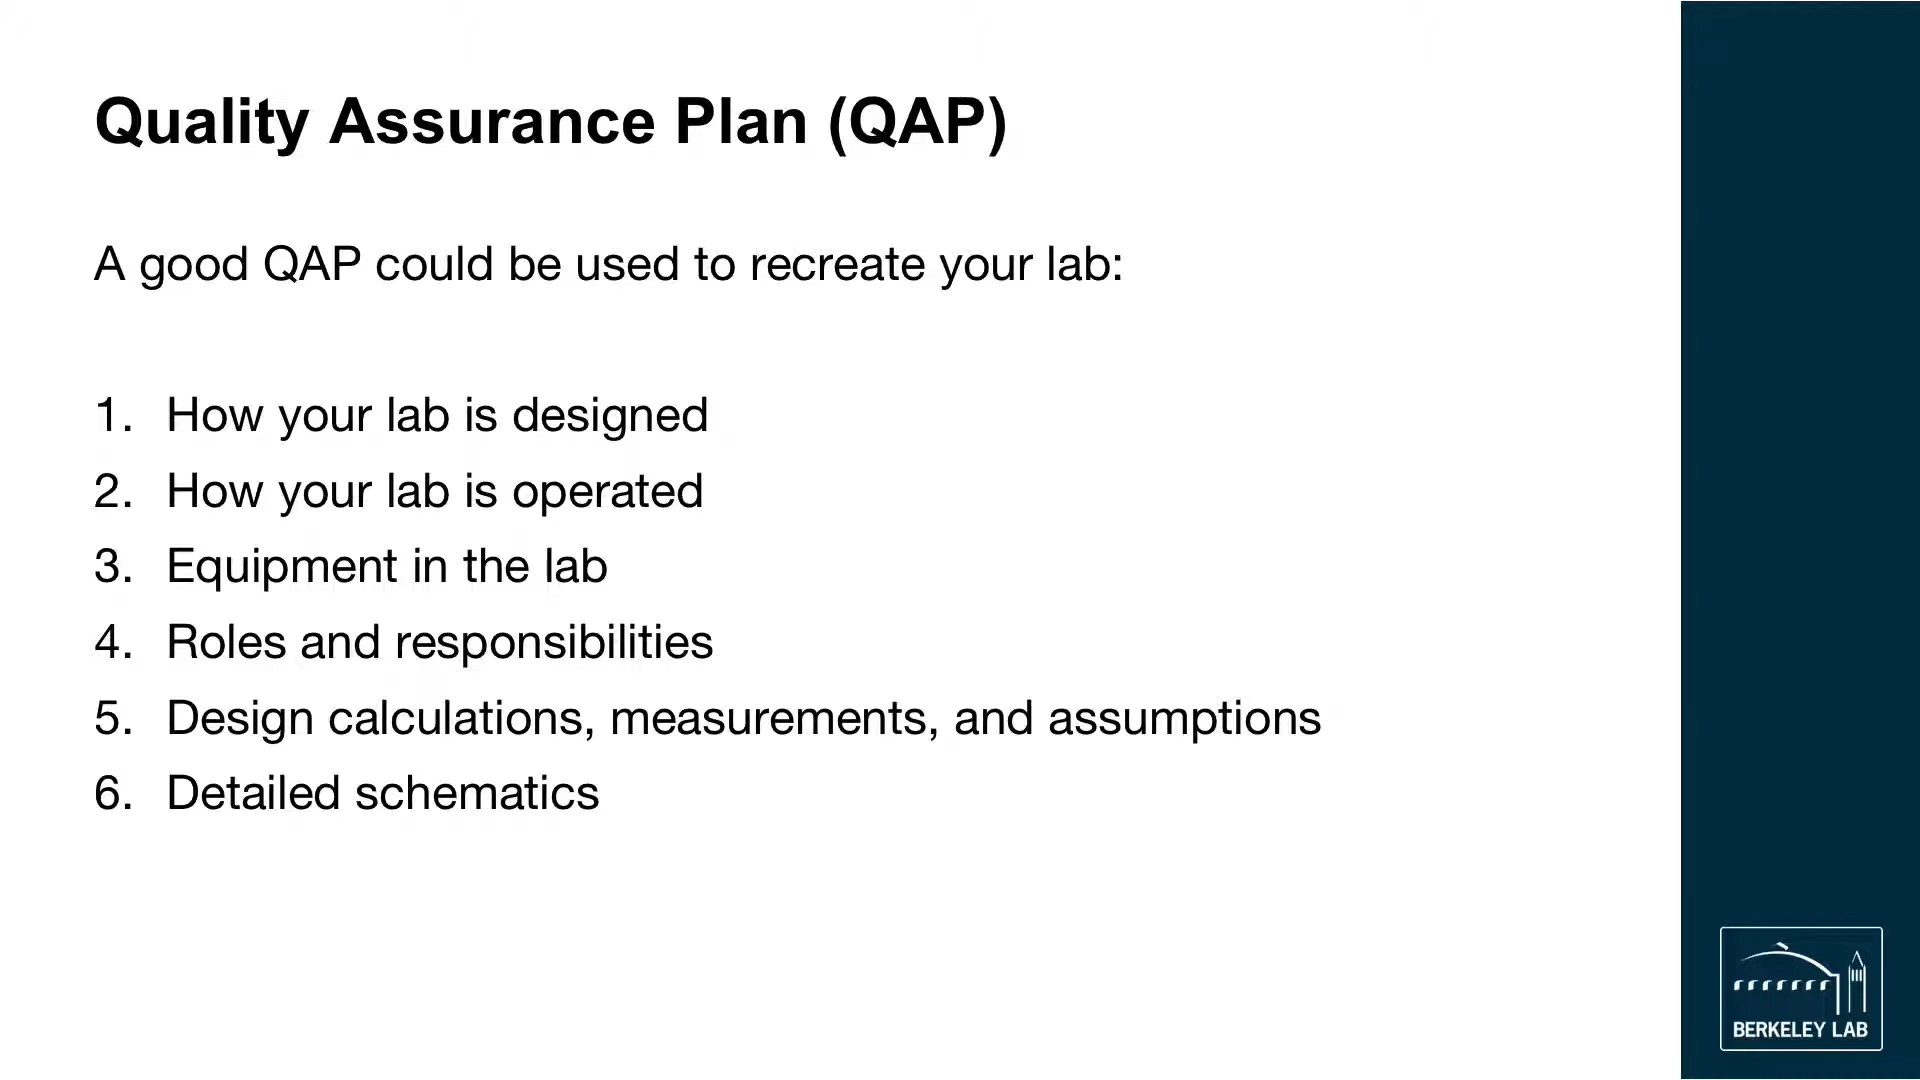 Quality Assurance Plan (QAP)
A good QAP could be used to recreate your lab:
1. How your lab is designed
2. How your lab is operated
3. Equipment in the lab
4. Roles and responsibilities
5. Design calculations, measurements, and assumptions
6. Detailed schematics
BERKELEY LAB